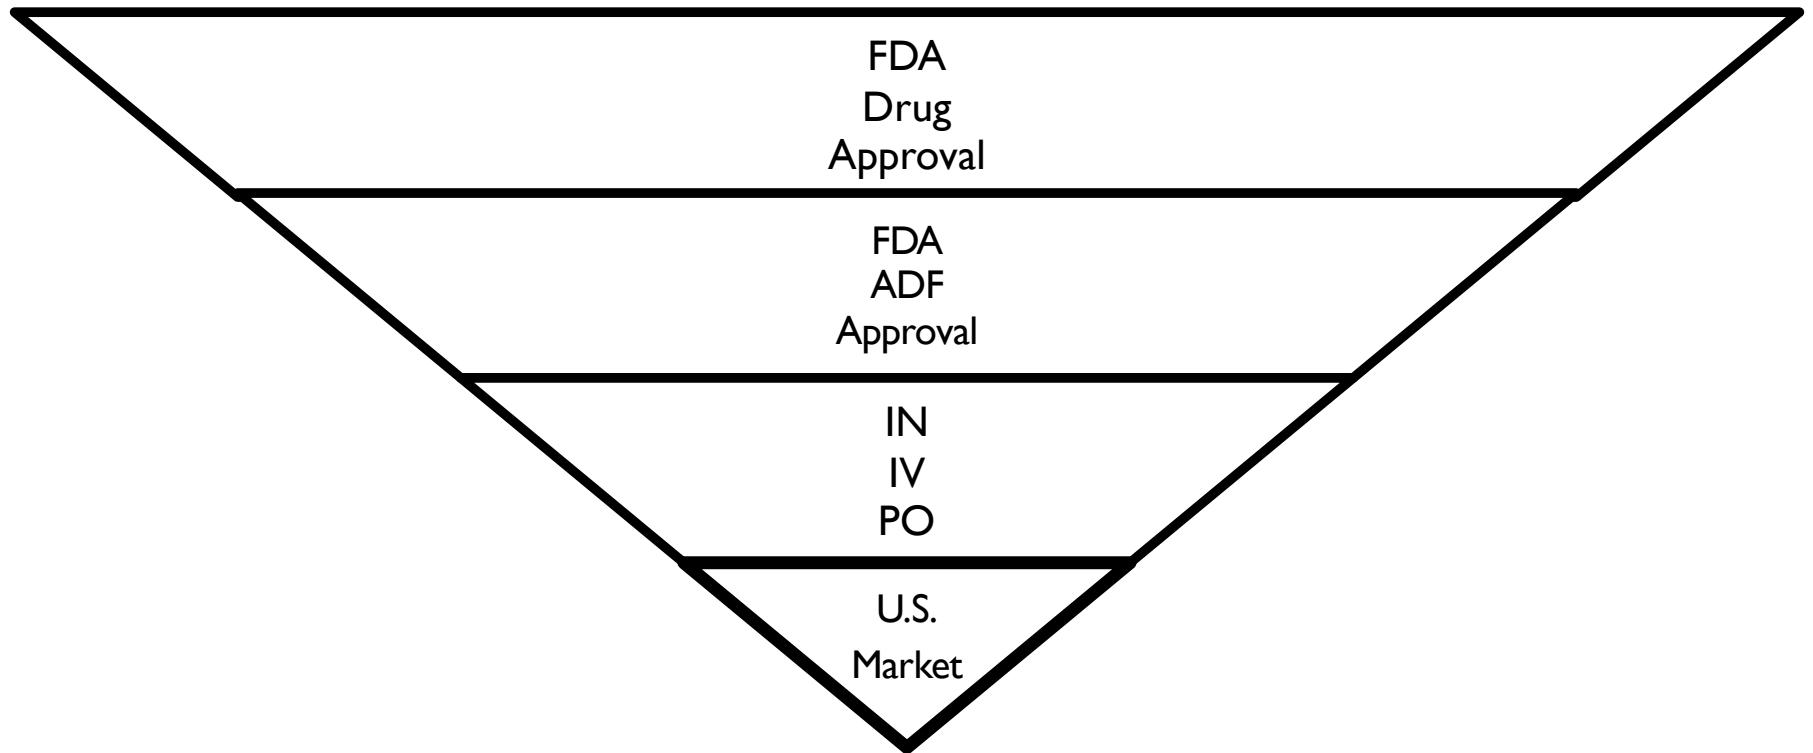 FDA
Drug
Approval
FDA
ADF
Approval
IN
IV
PO
U.S.
Market